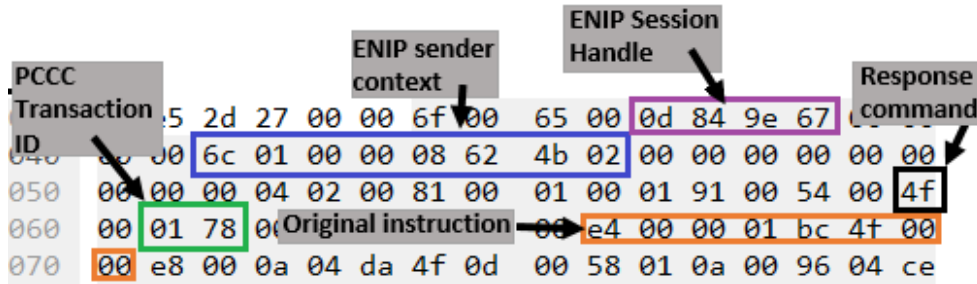 ENIP sender
context
ENIP Session
Handle
PCCC
Transaction
ID
Response
command
e5 2d 27 00 00 6f 00 65 00 0d 84 9e 67
00 6c 01 00 00 08 62 4b 02 00 00 00 00 00 00
050 00 00 00 04 02 00 81 00 01 00 01 91 00 54 00 4f
060 00 01 78 Original instruction e4 00 00 01 bc 4f 00
070 00 e8 00 0a 04 da 4f 0d 00 58 01 0a 00 96 04 ce